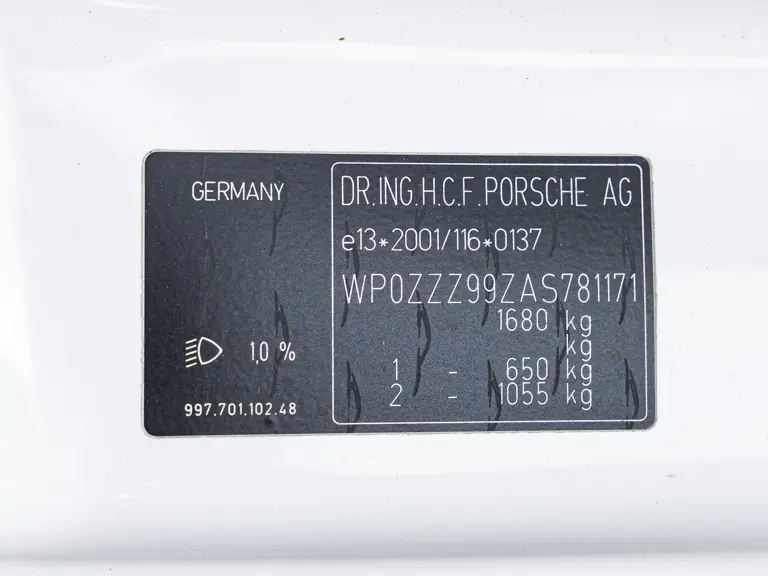 GERMANY
1,0 %
997.701.102.48
DR.ING.H.C.F.PORSCHE AG
e13*2001/116*0137
WP0ZZZ99ZAS781171
1680 kg
kg
1 - 650 kg
2 - 1055 kg